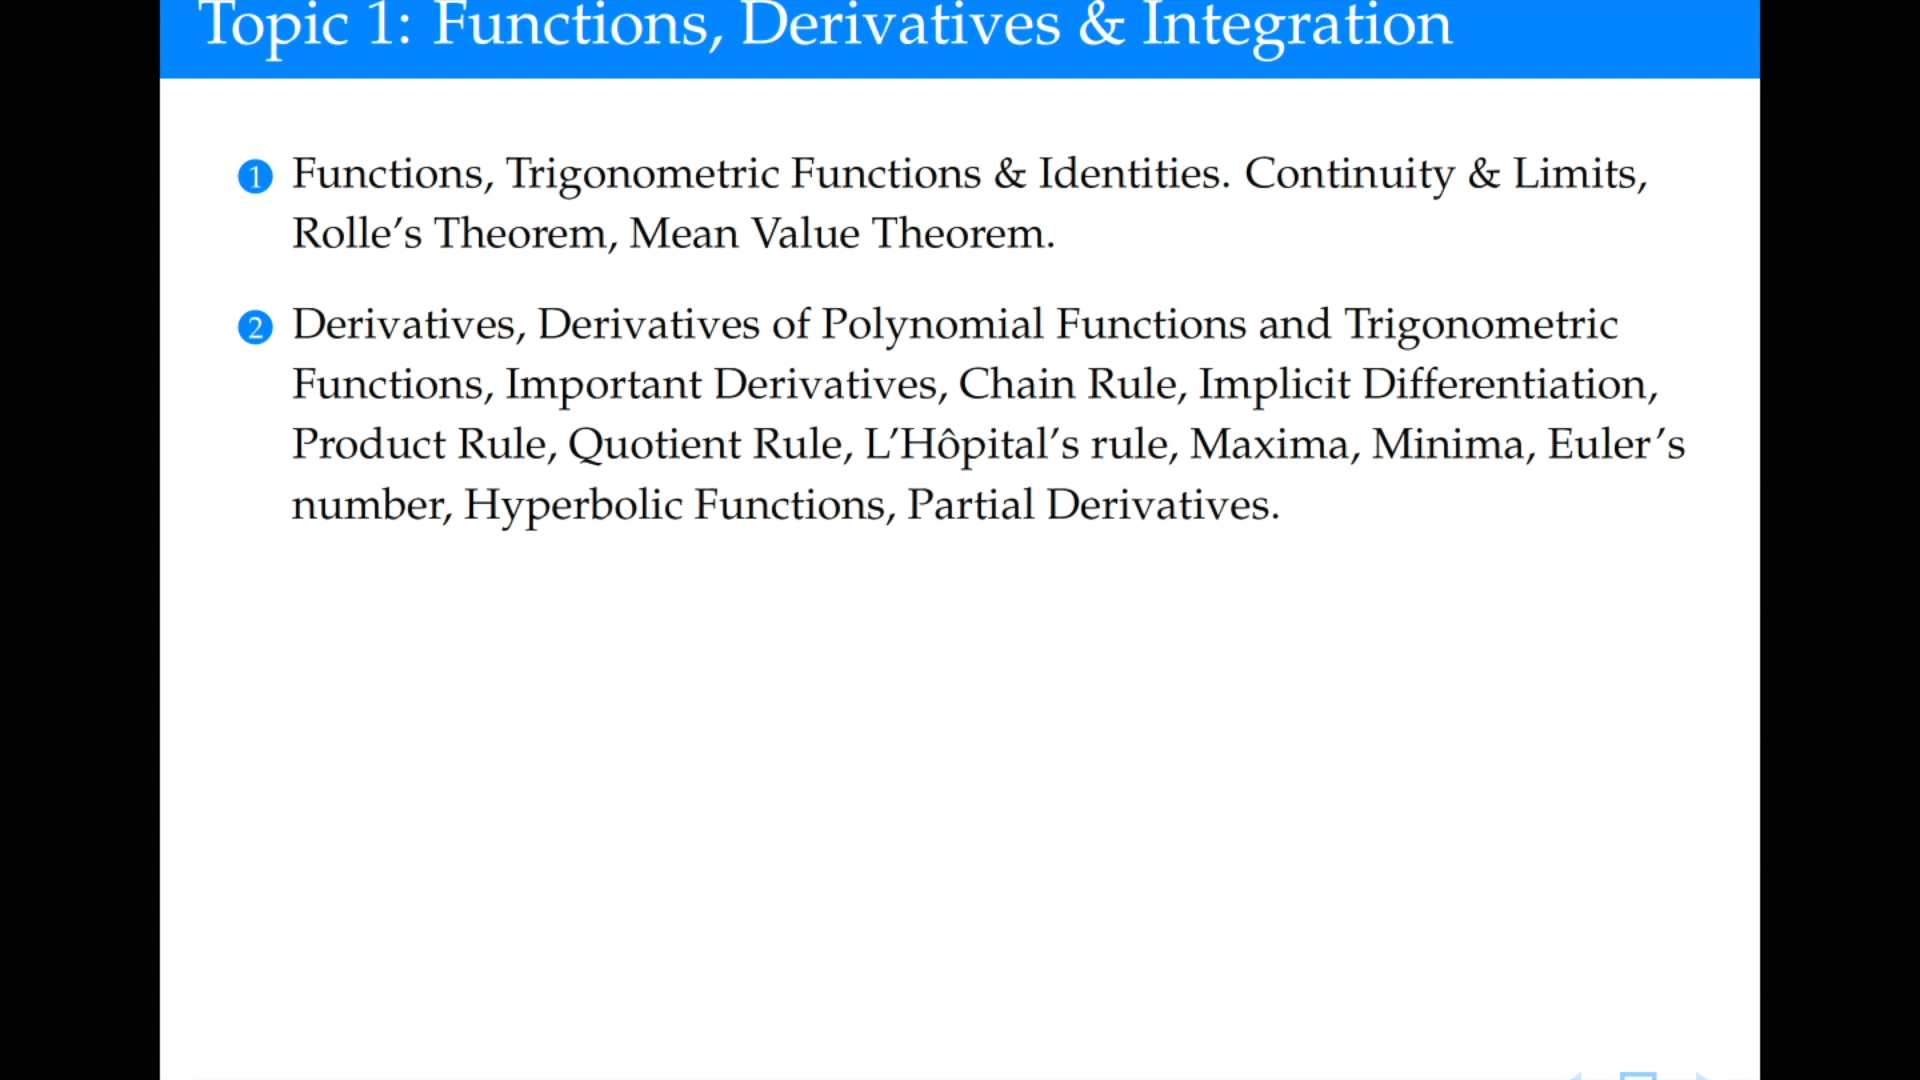 Topic 1: Functions, Derivatives & Integration
1 Functions, Trigonometric Functions & Identities. Continuity & Limits,
Rolle’s Theorem, Mean Value Theorem.
2 Derivatives, Derivatives of Polynomial Functions and Trigonometric
Functions, Important Derivatives, Chain Rule, Implicit Differentiation,
Product Rule, Quotient Rule, L’Hôpital’s rule, Maxima, Minima, Euler’s
number, Hyperbolic Functions, Partial Derivatives.